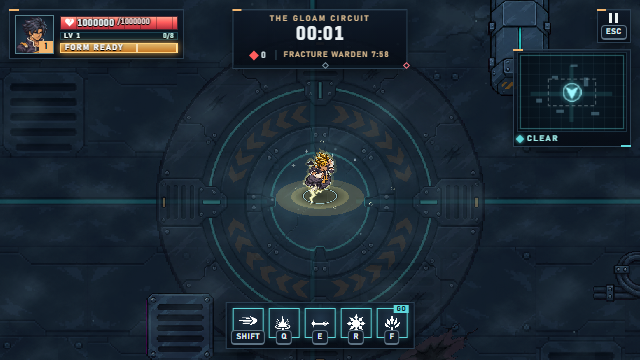 1000000/1000000
LV 1
0/8
FORM READY
1
THE GLOAM CIRCUIT
00:01
0
FRACTURE WARDEN 7:58
ESC
CLEAR
GO
SHIFT
Q
E
R
F